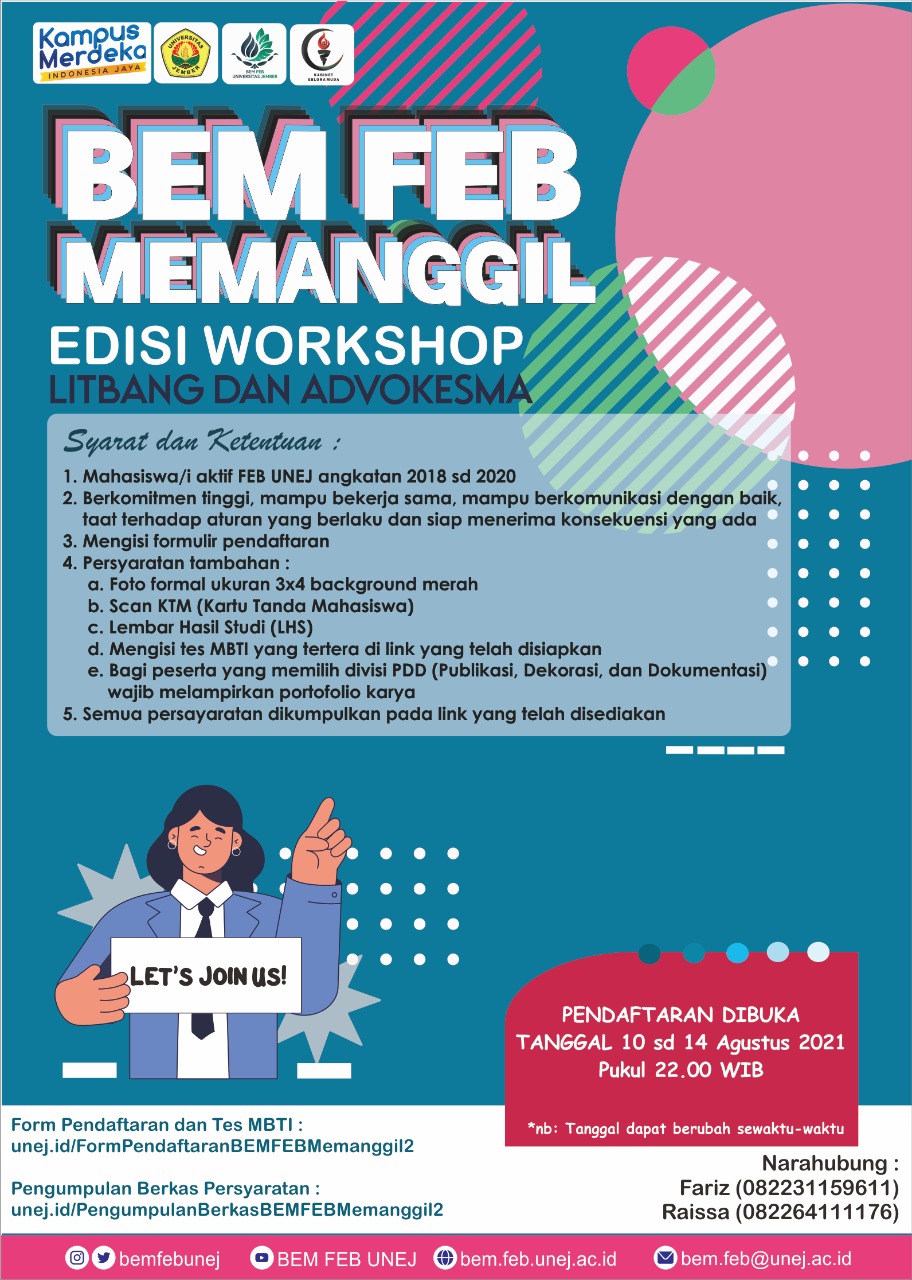 Kampus
Merdeka
INDONESIA JAYA
UNIVERSITAS
JEMBER
BEM FEB
UNIVERSITAS JEMBER
KABINET
BEM FEB
MEMANGGIL
EDISI WORKSHOP
LITBANG DAN ADVOKESMA
Syarat dan Ketentuan :
1. Mahasiswa/i aktif FEB UNEJ angkatan 2018 sd 2020
2. Berkomitmen tinggi, mampu bekerja sama, mampu berkomunikasi dengan baik,
taat terhadap aturan yang berlaku dan siap menerima konsekuensi yang ada
3. Mengisi formulir pendaftaran
4. Persyaratan tambahan :
a. Foto formal ukuran 3x4 background merah
b. Scan KTM (Kartu Tanda Mahasiswa)
c. Lembar Hasil Studi (LHS)
d. Mengisi tes MBTI yang tertera di link yang telah disiapkan
e. Bagi peserta yang memilih divisi PDD (Publikasi, Dekorasi, dan Dokumentasi)
wajib melampirkan portofolio karya
5. Semua persayaratan dikumpulkan pada link yang telah disediakan
LET'S JOIN US!
PENDAFTARAN DIBUKA
TANGGAL 10 sd 14 Agustus 2021
Pukul 22.00 WIB
*nb: Tanggal dapat berubah sewaktu-waktu
Form Pendaftaran dan Tes MBTI :
unej.id/FormPendaftaranBEMFEBMemanggil2
Pengumpulan Berkas Persyaratan :
unej.id/PengumpulanBerkasBEMFEBMemanggil2
Narahubung :
Fariz (082231159611)
Raissa (082264111176)
bemfebunej BEM FEB UNEJ bem.feb.unej.ac.id bem.feb@unej.ac.id